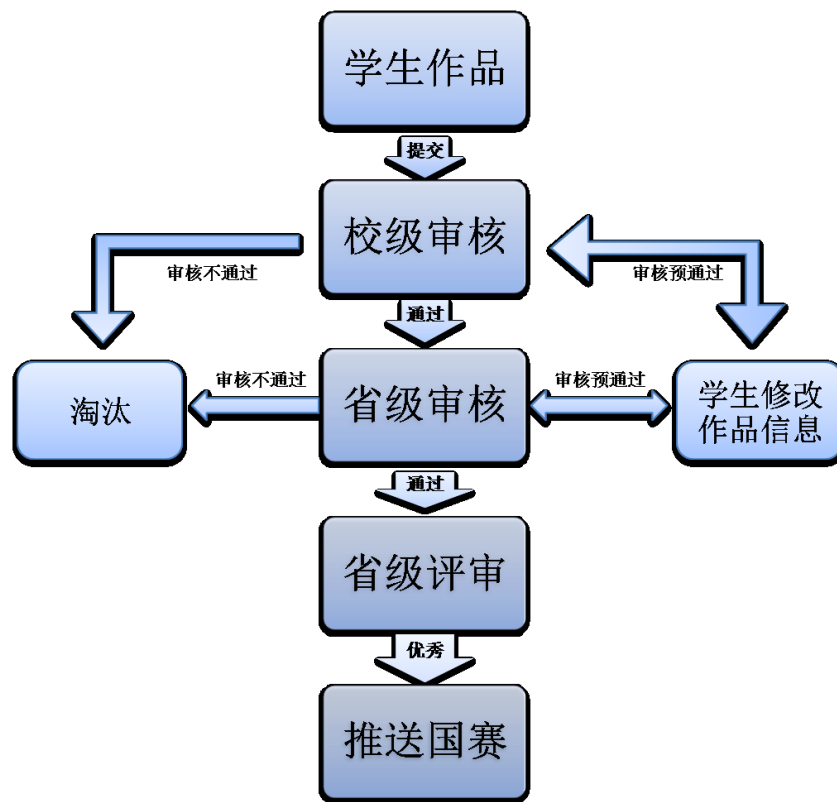 学生作品
提交
校级审核
审核不通过
审核预通过
通过
淘汰
审核不通过
省级审核
审核预通过
学生修改
作品信息
通过
省级评审
优秀
推送国赛